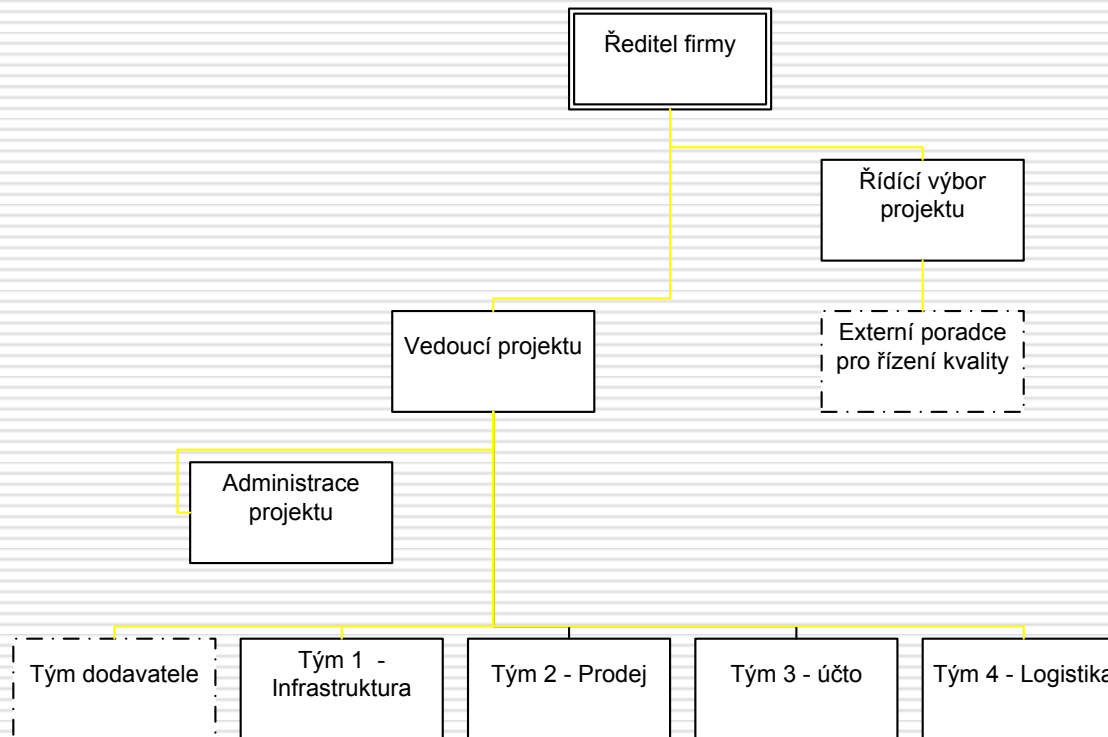 Ředitel firmy
Řídící výbor
projektu
Vedoucí projektu
Externí poradce
pro řízení kvality
Administrace
projektu
Tým dodavatele
Tým 1 -
Infrastruktura
Tým 2 - Prodej
Tým 3 - účto
Tým 4 - Logistika